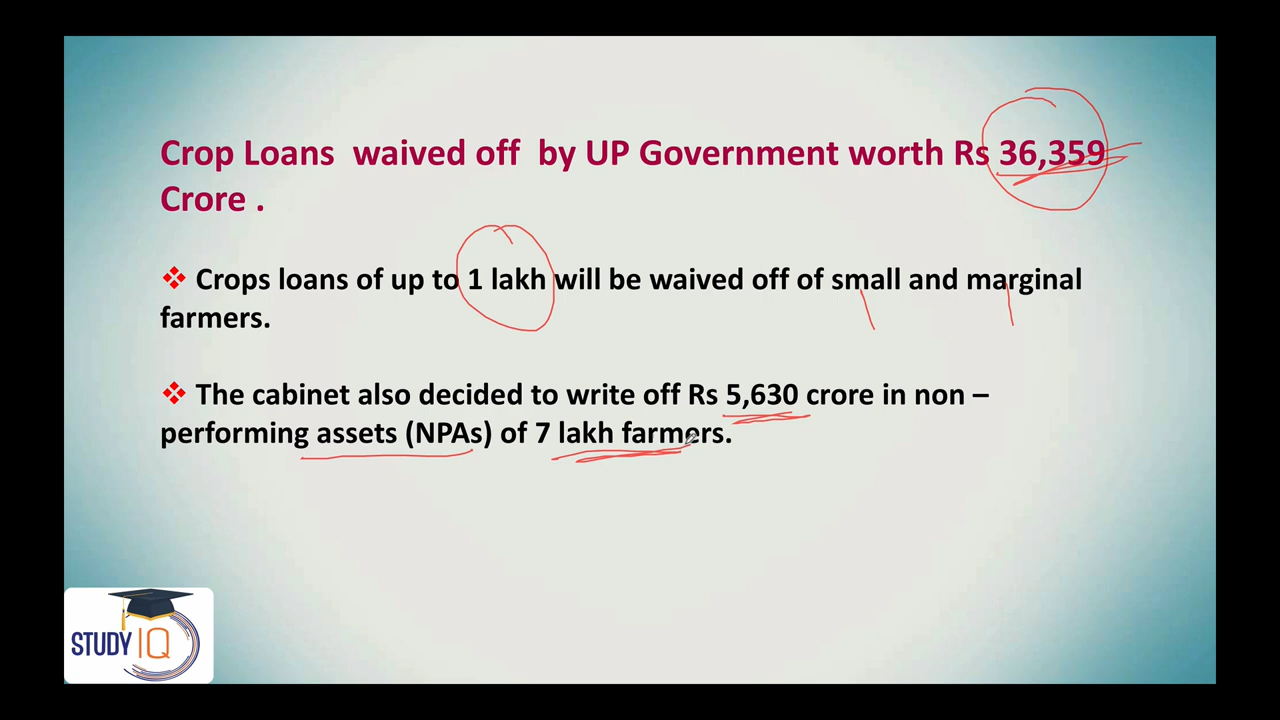 Crop Loans waived off by UP Government worth Rs 36,359
Crore .
❖ Crops loans of up to 1 lakh will be waived off of small and marginal
farmers.
❖ The cabinet also decided to write off Rs 5,630 crore in non –
performing assets (NPAs) of 7 lakh farmers.
STUDY IQ